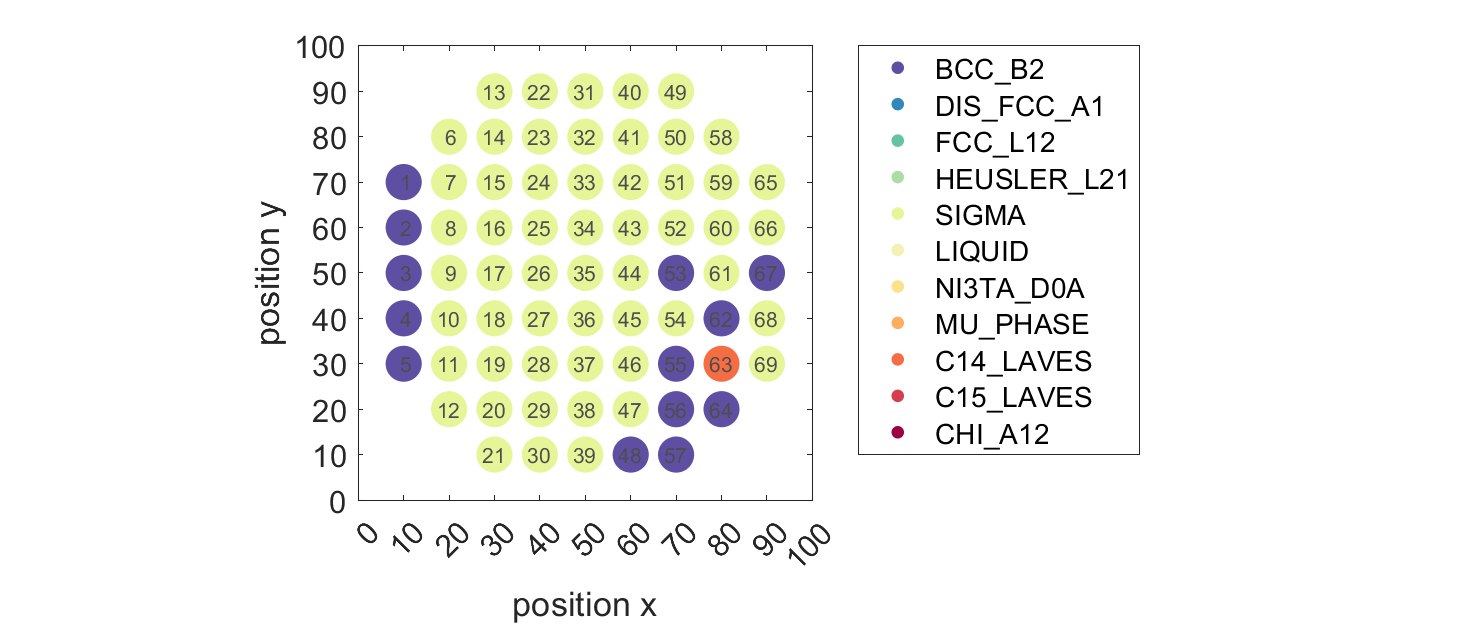 100
90
80
70
60
50
40
30
20
10
0
13 22 31 40 49
6 14 23 32 41 50 58
1 7 15 24 33 42 51 59 65
2 8 16 25 34 43 52 60 66
3 9 17 26 35 44 53 61 67
4 10 18 27 36 45 54 62 68
5 11 19 28 37 46 55 63 69
12 20 29 38 47 56 64
21 30 39 48 57
0 10 20 30 40 50 60 70 80 90 100
position x
position y
BCC_B2
DIS_FCC_A1
FCC_L12
HEUSLER_L21
SIGMA
LIQUID
NI3TA_D0A
MU_PHASE
C14_LAVES
C15_LAVES
CHI_A12